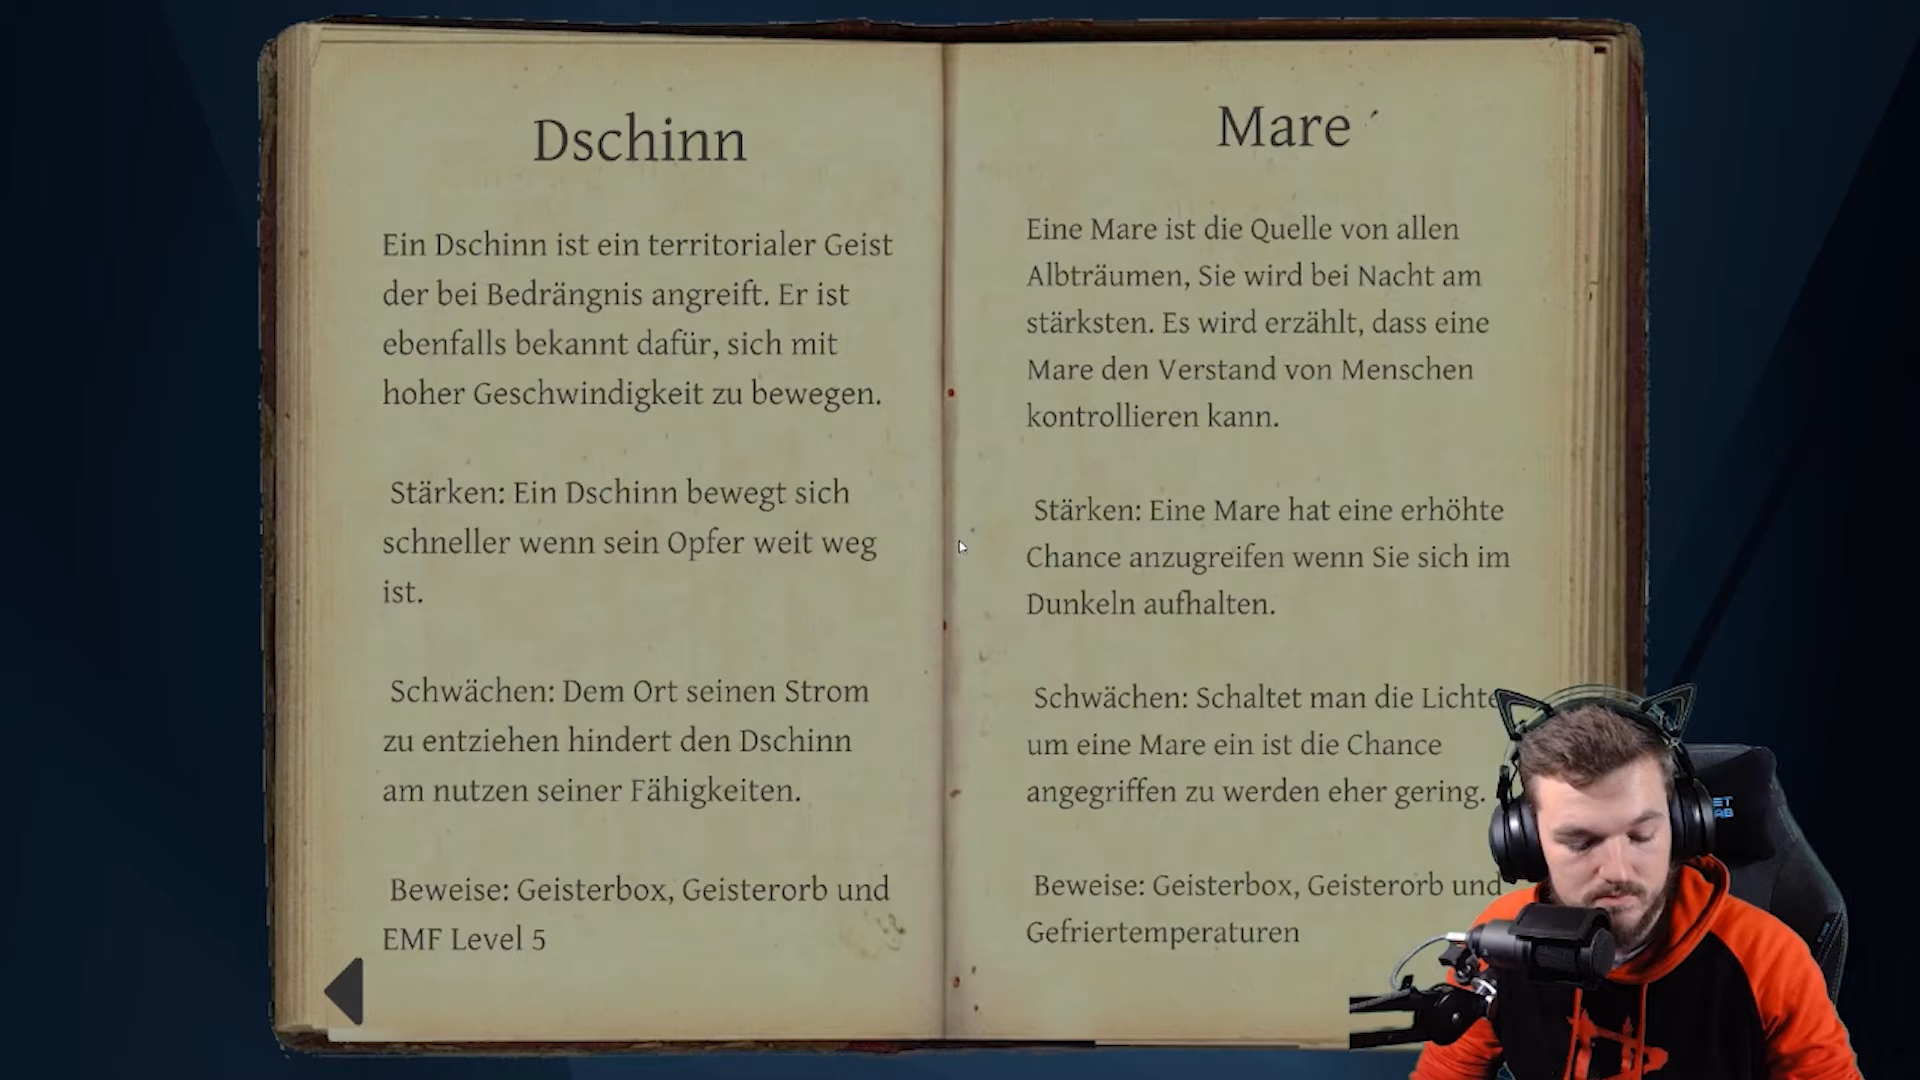 Dschinn
Ein Dschinn ist ein territorialer Geist
der bei Bedrängnis angreift. Er ist
ebenfalls bekannt dafür, sich mit
hoher Geschwindigkeit zu bewegen.
Stärken: Ein Dschinn bewegt sich
schneller wenn sein Opfer weit weg
ist.
Schwächen: Dem Ort seinen Strom
zu entziehen hindert den Dschinn
am nutzen seiner Fähigkeiten.
Beweise: Geisterbox, Geisterorb und
EMF Level 5
Mare
Eine Mare ist die Quelle von allen
Albträumen, Sie wird bei Nacht am
stärksten. Es wird erzählt, dass eine
Mare den Verstand von Menschen
kontrollieren kann.
Stärken: Eine Mare hat eine erhöhte
Chance anzugreifen wenn Sie sich im
Dunkeln aufhalten.
Schwächen: Schaltet man die Lichte
um eine Mare ein ist die Chance
angegriffen zu werden eher gering.
Beweise: Geisterbox, Geisterorb und
Gefriertemperaturen